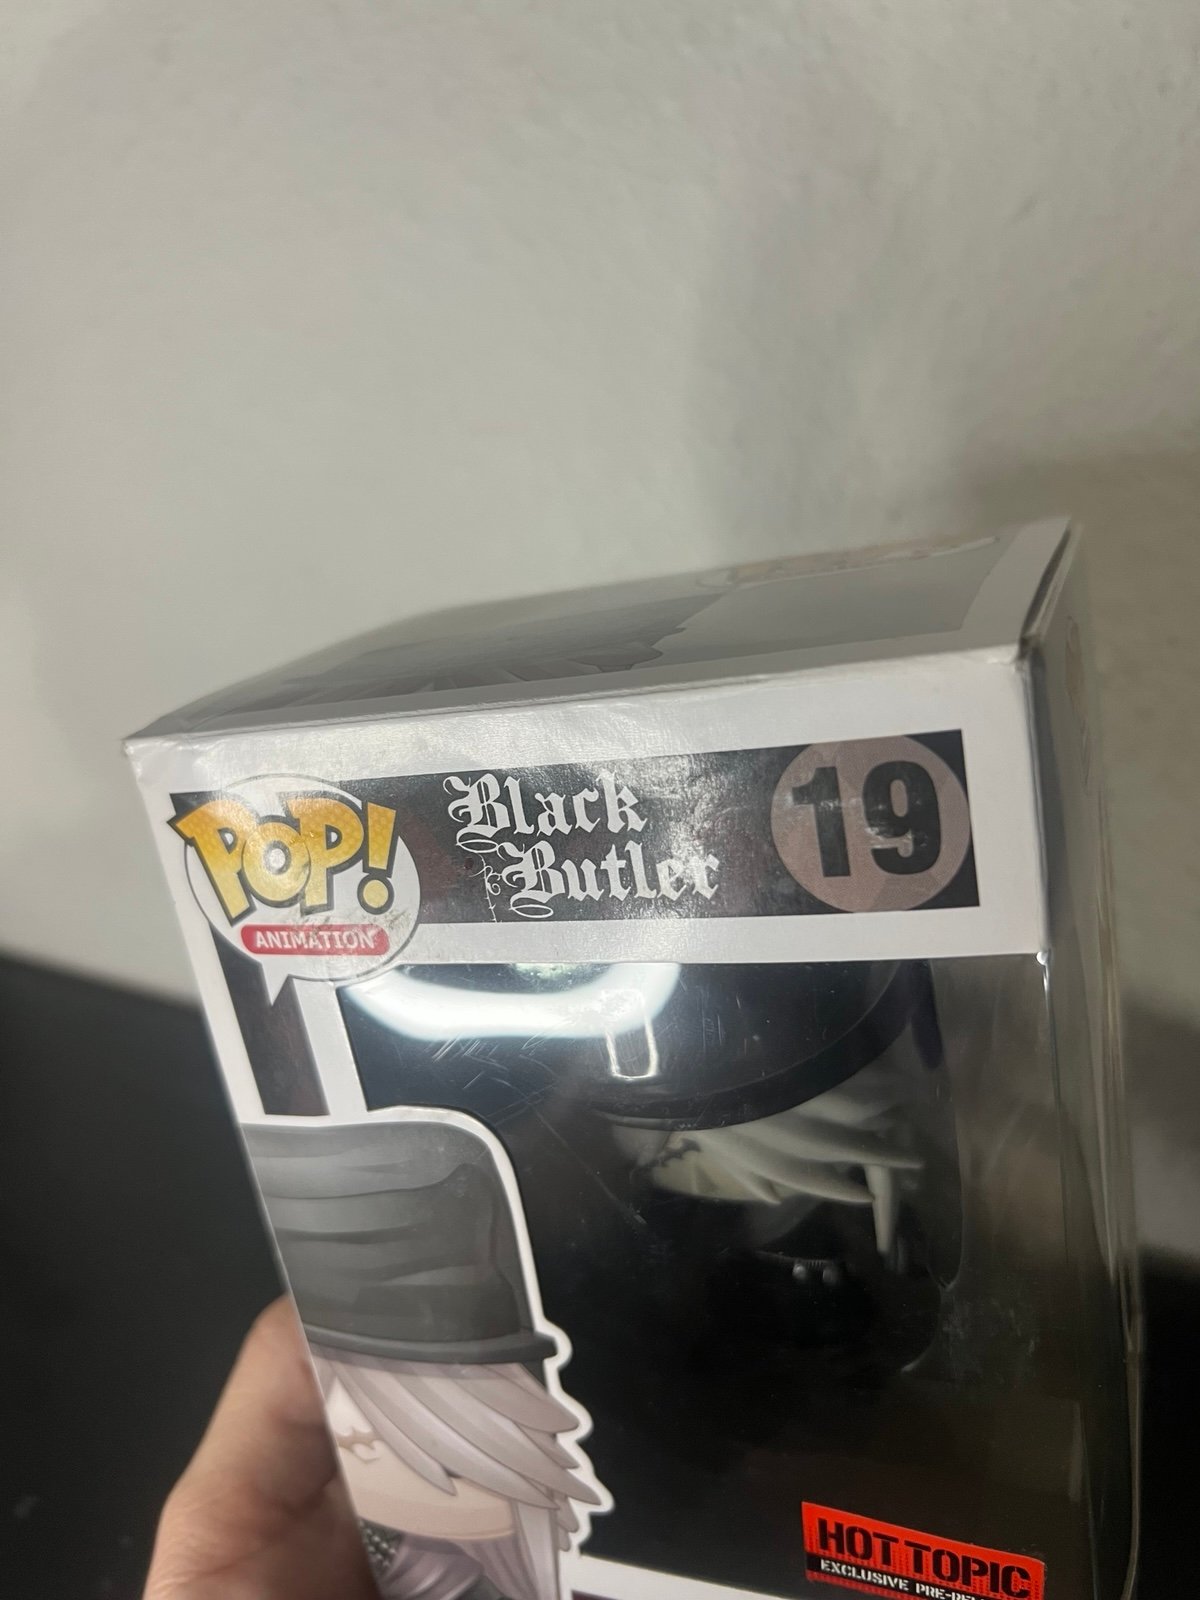 POP!
ANIMATION
Black
Butler
19
HOT TOPIC
EXCLUSIVE